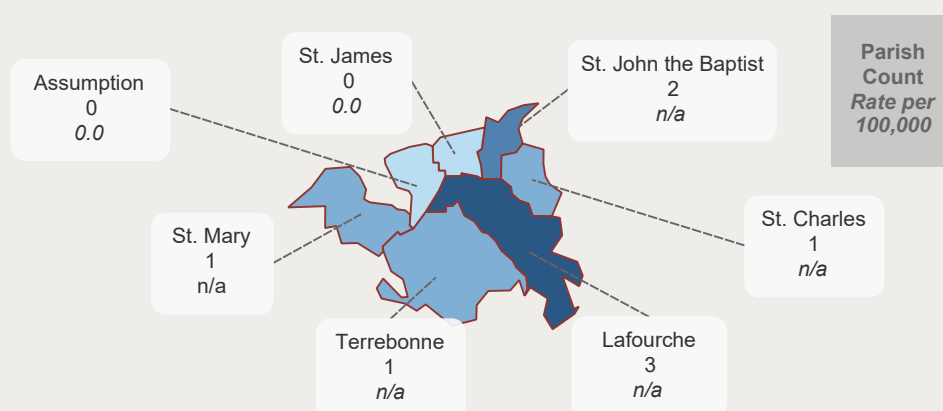 St. James
0
0.0
St. John the Baptist
2
n/a
Parish
Count
Rate per
100,000
Assumption
0
0.0
St. Mary
1
n/a
St. Charles
1
n/a
Terrebonne
1
n/a
Lafourche
3
n/a